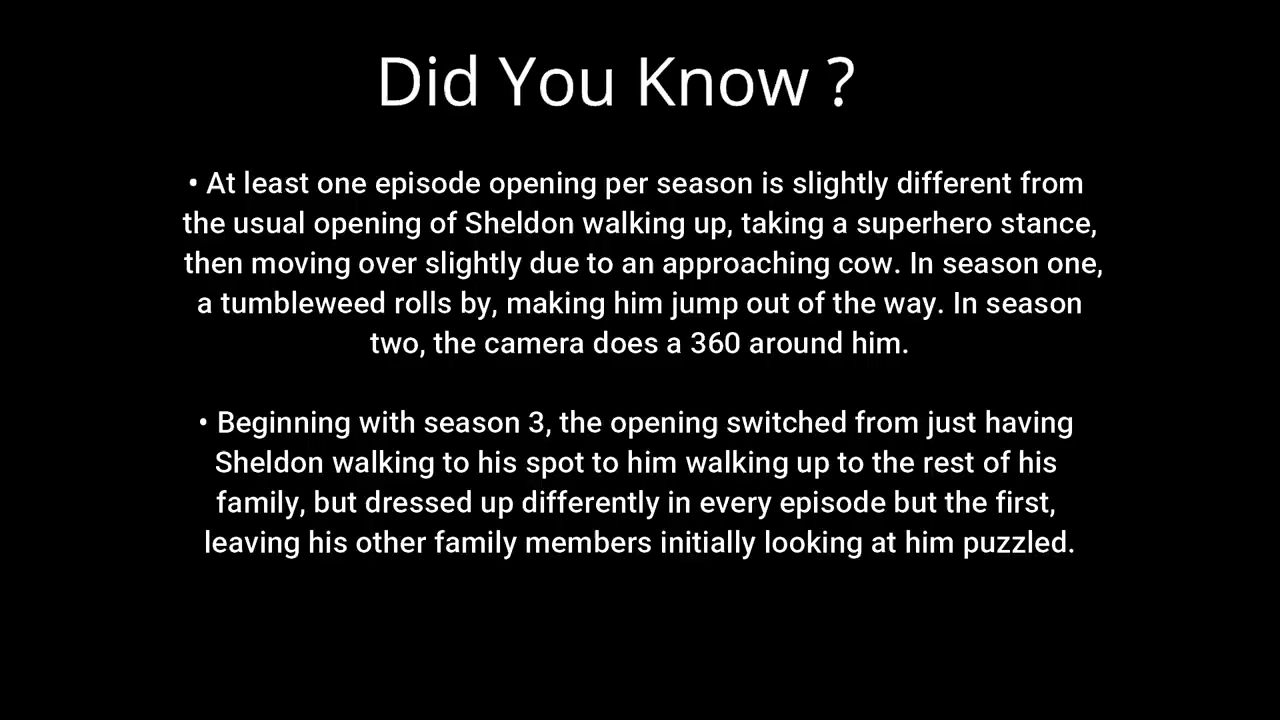 Did You Know ?
• At least one episode opening per season is slightly different from
the usual opening of Sheldon walking up, taking a superhero stance,
then moving over slightly due to an approaching cow. In season one,
a tumbleweed rolls by, making him jump out of the way. In season
two, the camera does a 360 around him.
• Beginning with season 3, the opening switched from just having
Sheldon walking to his spot to him walking up to the rest of his
family, but dressed up differently in every episode but the first,
leaving his other family members initially looking at him puzzled.